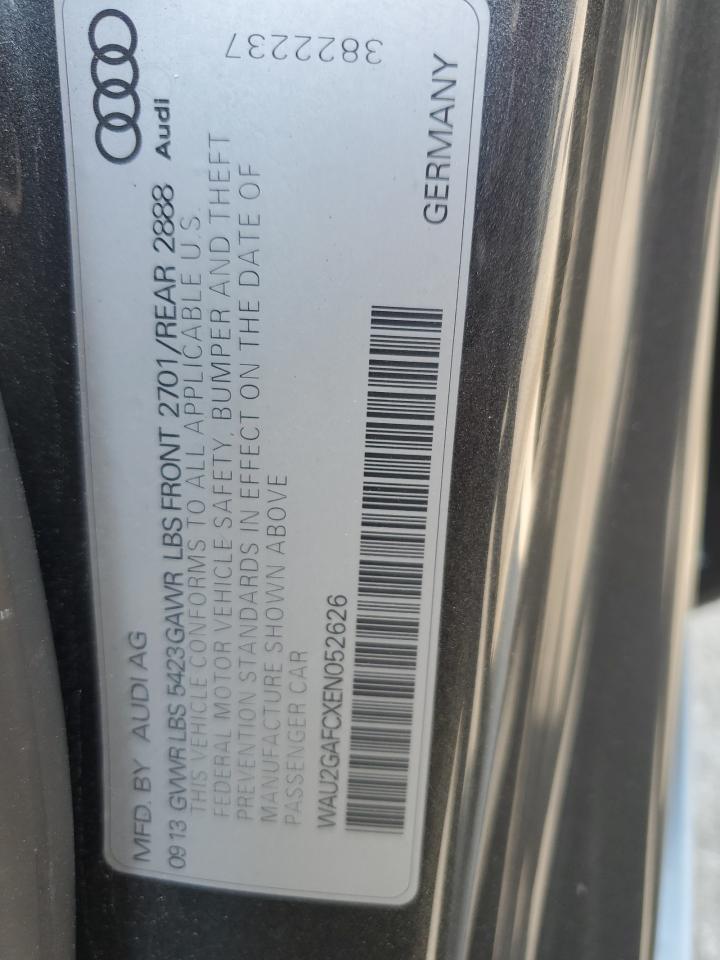 MFD. BY AUDI AG
09 13 GVWR LBS 5423 GAWR LBS FRONT 2701/REAR 2888
THIS VEHICLE CONFORMS TO ALL APPLICABLE U.S.
FEDERAL MOTOR VEHICLE SAFETY, BUMPER AND THEFT
PREVENTION STANDARDS IN EFFECT ON THE DATE OF
MANUFACTURE SHOWN ABOVE
PASSENGER CAR
WAU2GAFCXEN052626
Audi
3822237
GERMANY